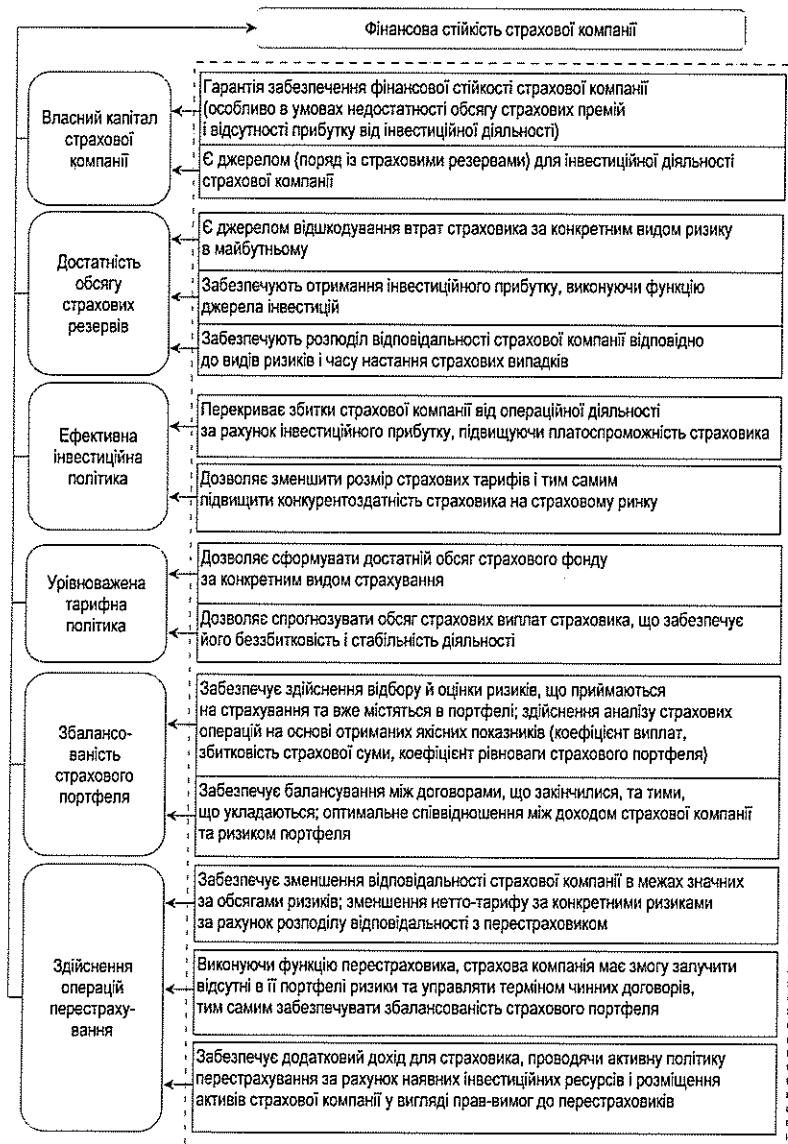 Фінансова стійкість страхової компанії
Власний капітал
страхової
компанії
Гарантія забезпечення фінансової стійкості страхової компанії
(особливо в умовах недостатності обсягу страхових премій
і відсутності прибутку від інвестиційної діяльності)
Є джерелом (поряд із страховими резервами) для інвестиційної діяльності
страхової компанії
Достатність
обсягу
страхових
резервів
Є джерелом відшкодування втрат страховика за конкретним видом ризику
в майбутньому
Забезпечують отримання інвестиційного прибутку, виконуючи функцію
джерела інвестицій
Забезпечують розподіл відповідальності страхової компанії відповідно
до видів ризиків і часу настання страхових випадків
Ефективна
інвестиційна
політика
Перекриває збитки страхової компанії від операційної діяльності
за рахунок інвестиційного прибутку, підвищуючи платоспроможність страховика
Дозволяє зменшити розмір страхових тарифів і тим самим
підвищити конкурентоздатність страховика на страховому ринку
Урівноважена
тарифна
політика
Дозволяє сформувати достатній обсяг страхового фонду
за конкретним видом страхування
Дозволяє спрогнозувати обсяг страхових виплат страховика, що забезпечує
його беззбитковість і стабільність діяльності
Збалансо-
ваність
страхового
портфеля
Забезпечує здійснення відбору й оцінки ризиків, що приймаються
на страхування та вже містяться в портфелі; здійснення аналізу страхових
операцій на основі отриманих якісних показників (коефіцієнт виплат,
збитковість страхової суми, коефіцієнт рівноваги страхового портфеля)
Забезпечує балансування між договорами, що закінчилися, та тими,
що укладаються; оптимальне співвідношення між доходом страхової компанії
та ризиком портфеля
Здійснення
операцій
перестраху-
вання
Забезпечує зменшення відповідальності страхової компанії в межах значних
за обсягами ризиків; зменшення нетто-тарифу за конкретними ризиками
за рахунок розподілу відповідальності з перестраховиком
Виконуючи функцію перестраховика, страхова компанія має змогу залучити
відсутні в її портфелі ризики та управляти терміном чинних договорів,
тим самим забезпечувати збалансованість страхового портфеля
Забезпечує додатковий дохід для страховика, проводячи активну політику
перестрахування за рахунок наявних інвестиційних ресурсів і розміщення
активів страхової компанії у вигляді прав-вимог до перестраховиків